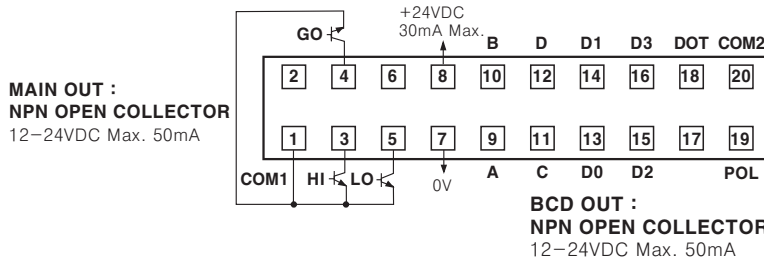 +24VDC
30mA Max.
GO
B D D1 D3 DOT COM2
2 4 6 8 10 12 14 16 18 20
MAIN OUT :
NPN OPEN COLLECTOR
12-24VDC Max. 50mA
1 3 5 7 9 11 13 15 17 19
COM1 HI LO 0V A C D0 D2 POL
BCD OUT :
NPN OPEN COLLECTOR
12-24VDC Max. 50mA